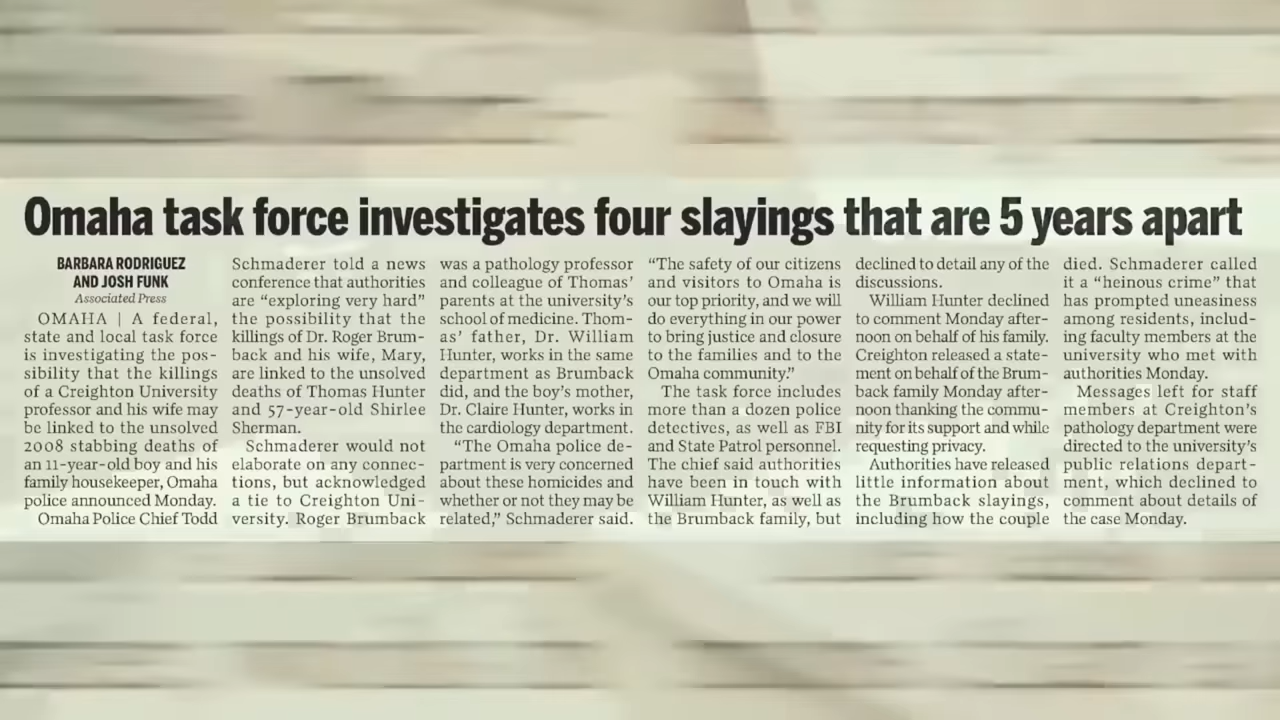 Omaha task force investigates four slayings that are 5 years apart
BARBARA RODRIGUEZ
AND JOSH FUNK
Associated Press
OMAHA | A federal,
state and local task force
is investigating the pos-
sibility that the killings
of a Creighton University
professor and his wife may
be linked to the unsolved
2008 stabbing deaths of
an 11-year-old boy and his
family housekeeper, Omaha
police announced Monday.
Omaha Police Chief Todd
Schmaderer told a news
conference that authorities
are “exploring very hard”
the possibility that the
killings of Dr. Roger Brum-
back and his wife, Mary,
are linked to the unsolved
deaths of Thomas Hunter
and 57-year-old Shirlee
Sherman.
Schmaderer would not
elaborate on any connec-
tions, but acknowledged
a tie to Creighton Uni-
versity. Roger Brumback
was a pathology professor
and colleague of Thomas’
parents at the university’s
school of medicine. Thom-
as’ father, Dr. William
Hunter, works in the same
department as Brumback
did, and the boy’s mother,
Dr. Claire Hunter, works in
the cardiology department.
“The Omaha police de-
partment is very concerned
about these homicides and
whether or not they may be
related,” Schmaderer said.
“The safety of our citizens
and visitors to Omaha is
our top priority, and we will
do everything in our power
to bring justice and closure
to the families and to the
Omaha community.”
The task force includes
more than a dozen police
detectives, as well as FBI
and State Patrol personnel.
The chief said authorities
have been in touch with
William Hunter, as well as
the Brumback family, but
declined to detail any of the
discussions.
William Hunter declined
to comment Monday after-
noon on behalf of his family.
Creighton released a state-
ment on behalf of the Brum-
back family Monday after-
noon thanking the commu-
nity for its support and while
requesting privacy.
Authorities have released
little information about
the Brumback slayings,
including how the couple
died. Schmaderer called
it a “heinous crime” that
has prompted uneasiness
among residents, includ-
ing faculty members at the
university who met with
authorities Monday.
Messages left for staff
members at Creighton’s
pathology department were
directed to the university’s
public relations depart-
ment, which declined to
comment about details of
the case Monday.